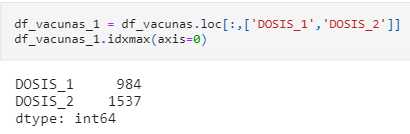 df_vacunas_1 = df_vacunas.loc[:,['DOSIS_1','DOSIS_2']]
df_vacunas_1.idxmax(axis=0)
DOSIS_1     984
DOSIS_2    1537
dtype: int64